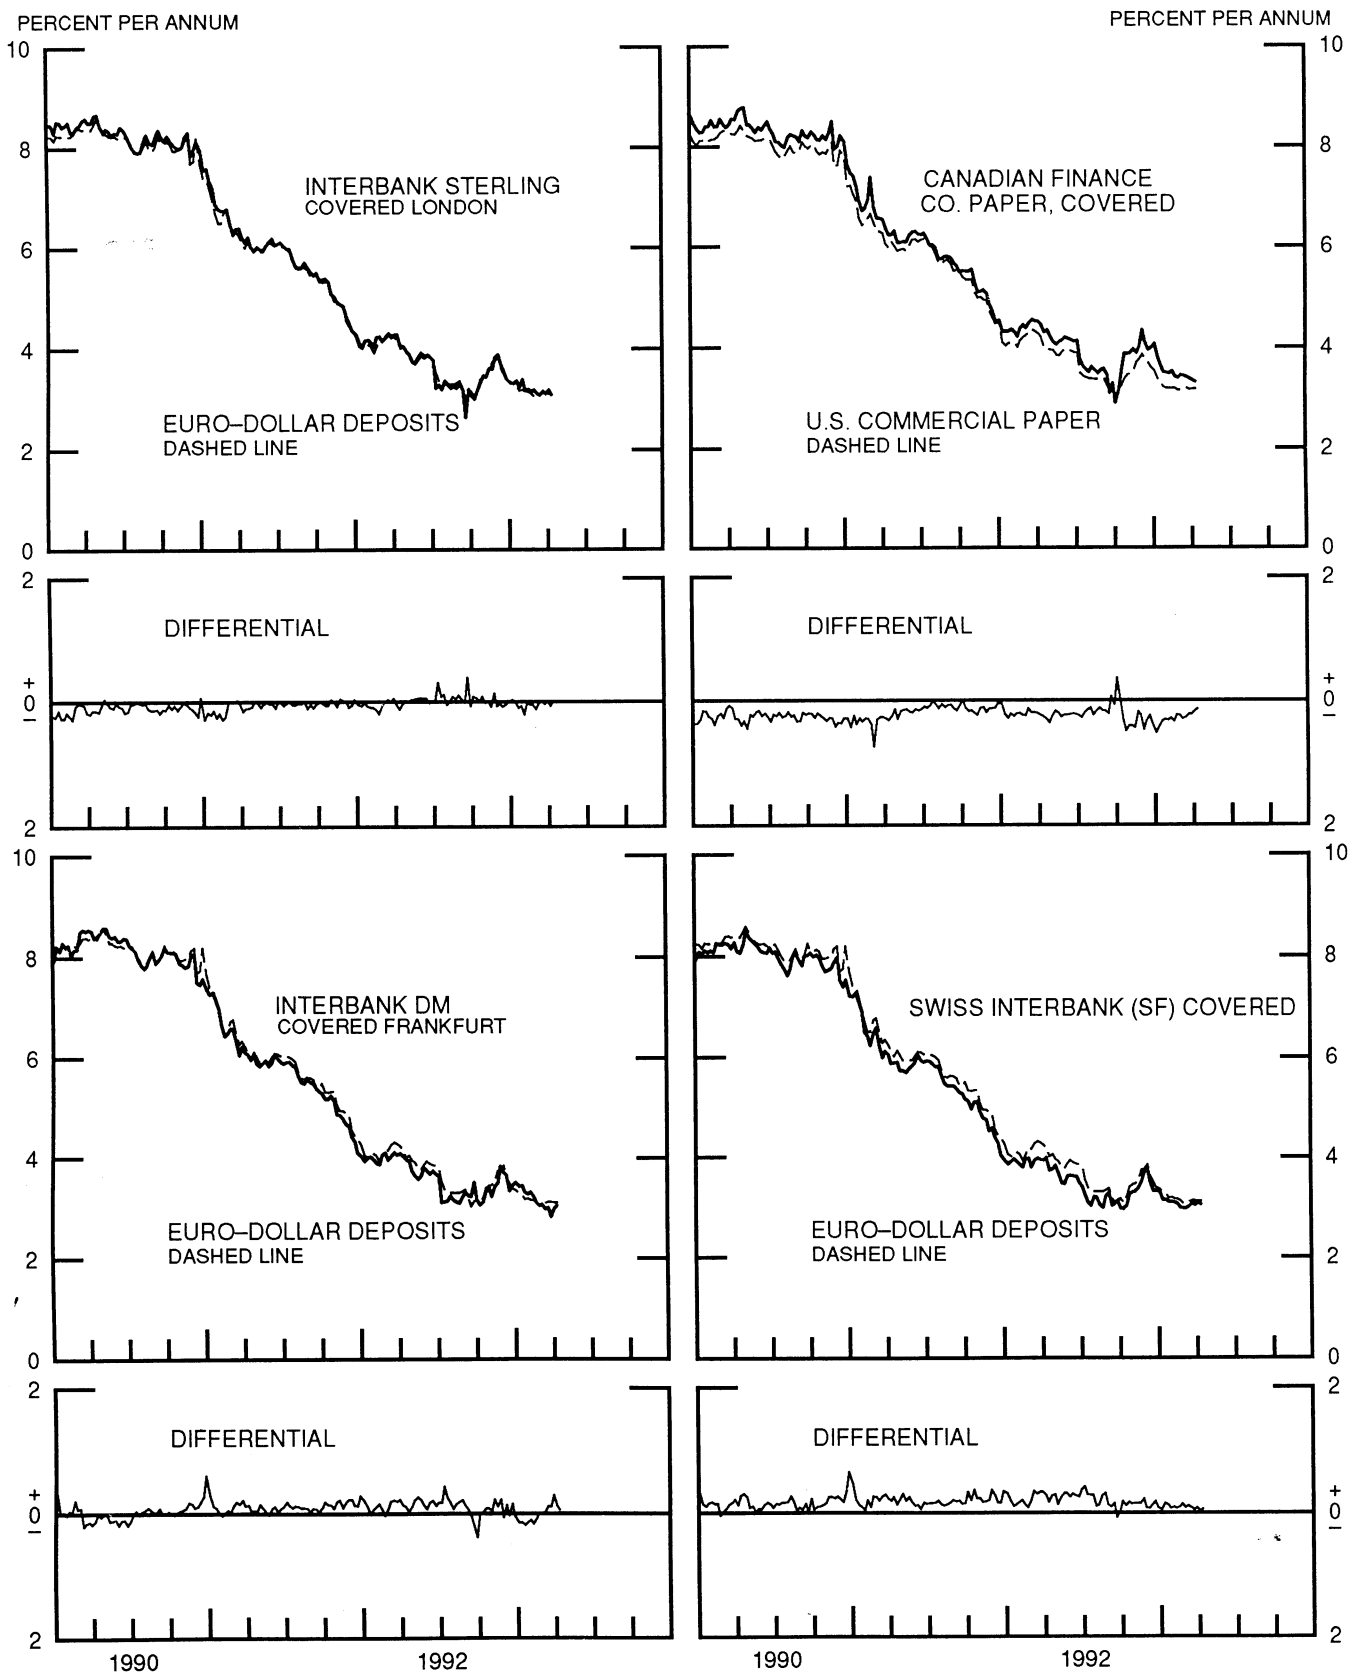 PERCENT PER ANNUM
10
8
6
4
2
0
INTERBANK STERLING
COVERED LONDON
EURO–DOLLAR DEPOSITS
DASHED LINE
PERCENT PER ANNUM
10
8
6
4
2
0
CANADIAN FINANCE
CO. PAPER, COVERED
U.S. COMMERCIAL PAPER
DASHED LINE
2
+
0
–
2
DIFFERENTIAL
2
+
0
–
2
DIFFERENTIAL
10
8
6
4
2
0
INTERBANK DM
COVERED FRANKFURT
EURO–DOLLAR DEPOSITS
DASHED LINE
10
8
6
4
2
0
SWISS INTERBANK (SF) COVERED
EURO–DOLLAR DEPOSITS
DASHED LINE
2
+
0
–
2
DIFFERENTIAL
1990
1992
2
+
0
–
2
DIFFERENTIAL
1990
1992